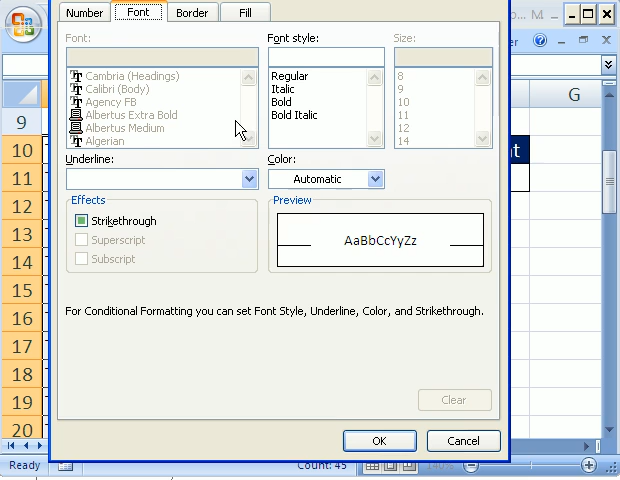 Number Font Border Fill
M
er
Font: Font style: Size:
Cambria (Headings)
Calibri (Body)
Agency FB
Albertus Extra Bold
Albertus Medium
Algerian
Regular
Italic
Bold
Bold Italic
8
9
10
11
12
14
Underline: Color:
Automatic
Effects
Strikethrough
Superscript
Subscript
Preview
AaBbCcYyZz
For Conditional Formatting you can set Font Style, Underline, Color, and Strikethrough.
Clear
OK Cancel
G
9
10 nt
11
12
13
14
15
16
17
18
19
20
Ready Count: 45 140%